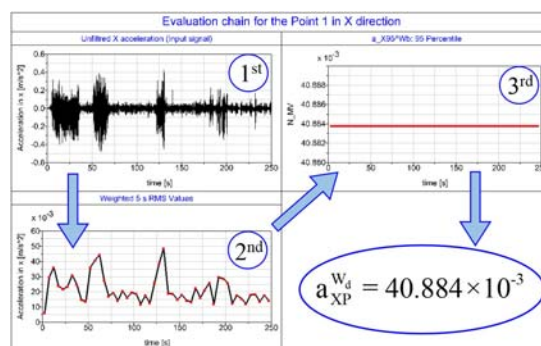 Evaluation chain for the Point 1 in X direction
Unfiltred X acceleration (Input signal)
Acceleration in x [m/s^2]
0.6
0.4
0.2
0.0
-0.2
-0.4
-0.6
0 50 100 150 200 250
time [s]
1st
a_X95^Wb: 95 Percentile
x 10-3
N_MV
40.888
40.886
40.884
40.882
40.880
0 50 100 150 200 250
time [s]
3rd
Weighted 5 s RMS Values
x 10-3
Acceleration in x [m/s^2]
60
50
40
30
20
10
0
0 50 100 150 200 250
time [s]
2nd
a_XP^Wd = 40.884×10-3